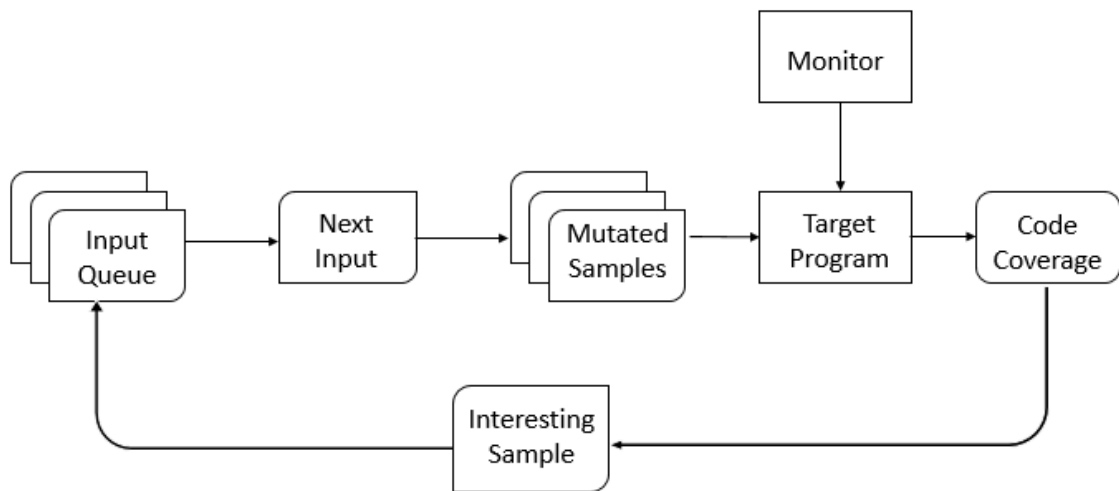 Monitor
Input
Queue
Next
Input
Mutated
Samples
Target
Program
Code
Coverage
Interesting
Sample